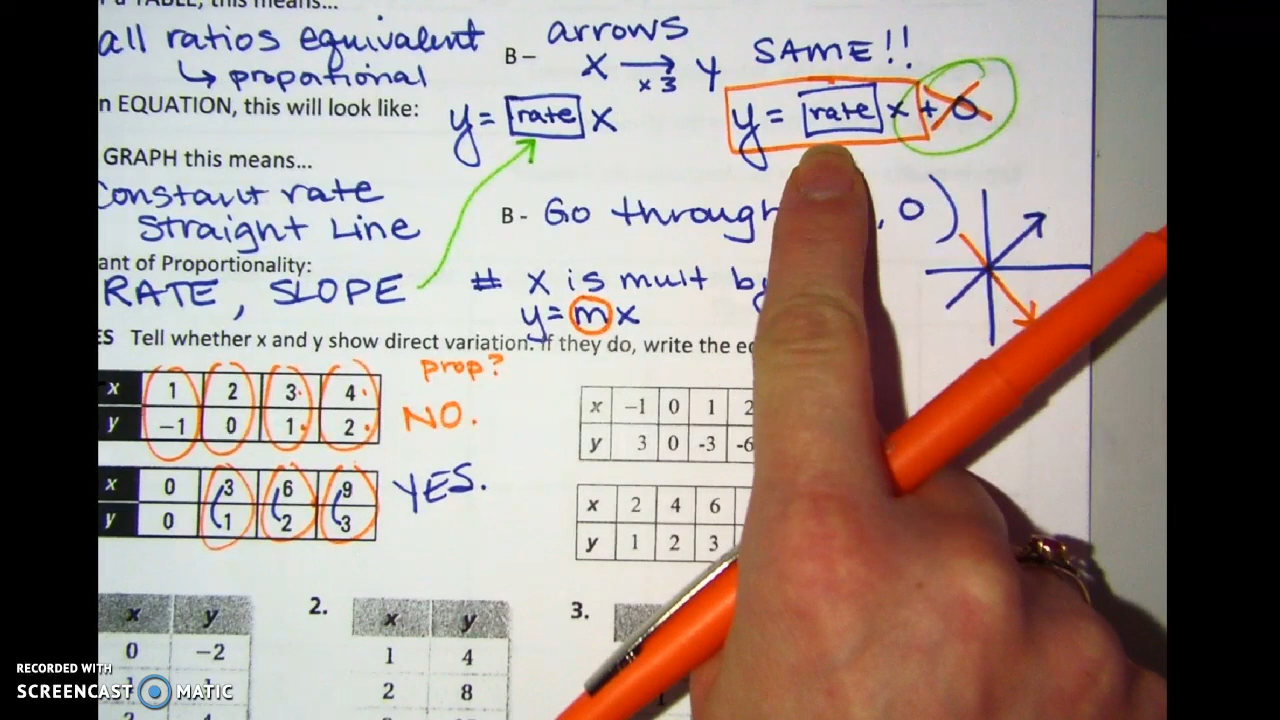 a TABLE, this means...
all ratios equivalent
↳ proportional
B - arrows
x → y
x 3
SAME!!
n EQUATION, this will look like:
y = rate x
y = rate x + 0
GRAPH this means...
Constant rate
Straight Line
B - Go through , 0)
ant of Proportionality:
RATE, SLOPE
# x is mult by
y = m x
ES Tell whether x and y show direct variation. If they do, write the
prop?
x 1 2 3 4
y -1 0 1 2
NO.
x -1 0 1 2
y 3 0 -3 -6
x 0 3 6 9
y 0 1 2 3
YES.
x 2 4 6
y 1 2 3
x y
0 -2
2.
x y
1 4
2 8
3.
RECORDED WITH
SCREENCAST MATIC